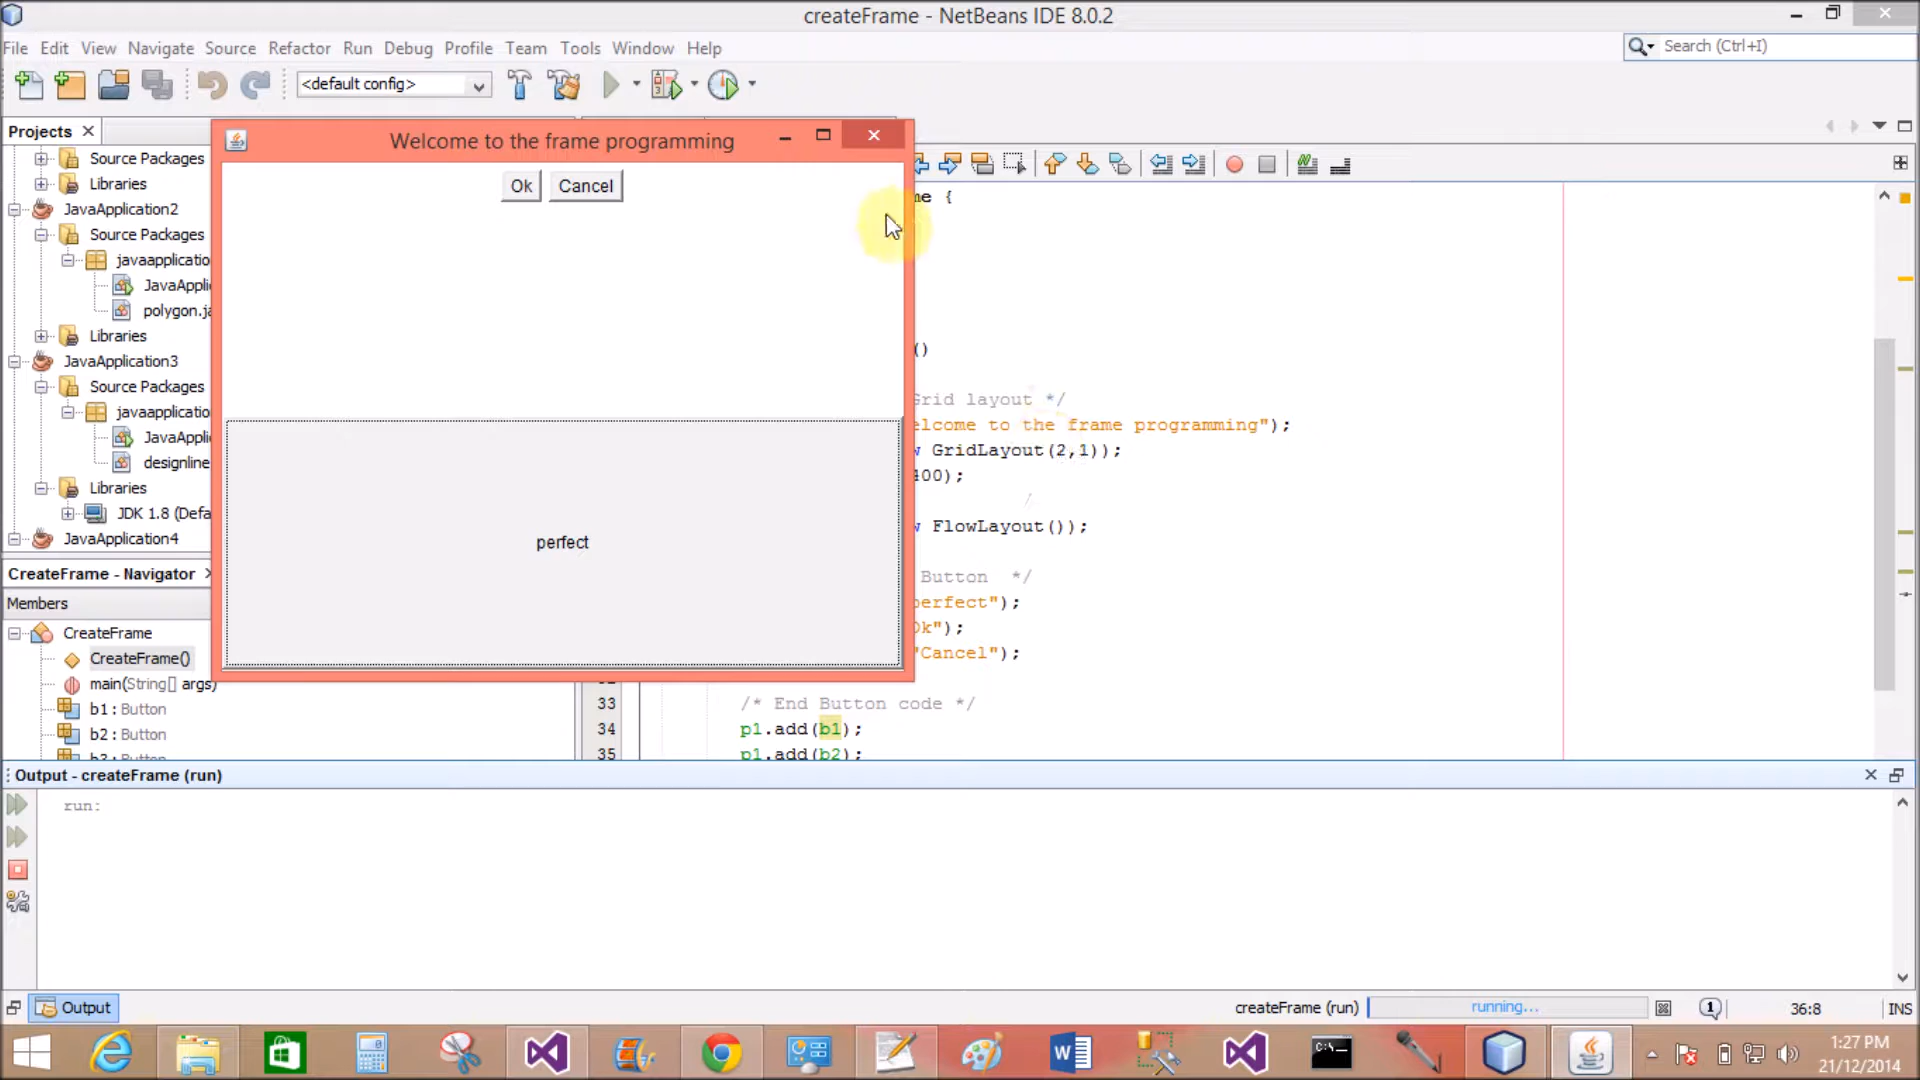 createFrame - NetBeans IDE 8.0.2
File Edit View Navigate Source Refactor Run Debug Profile Team Tools Window Help
Search (Ctrl+I)
<default config>
Projects
Welcome to the frame programming
Source Packages
Libraries
JavaApplication2
Source Packages
javaapplicatio
JavaAppli
polygon.ja
Libraries
JavaApplication3
Source Packages
javaapplicatio
JavaAppli
designline
Libraries
JDK 1.8 (Defa
JavaApplication4
Ok Cancel
perfect
me {
()
Grid layout */
elcome to the frame programming");
w GridLayout(2,1));
400);
/
w FlowLayout());
Button */
perfect");
Ok");
"Cancel");
33 /* End Button code */
34 p1.add(b1);
35 p1.add(b2);
CreateFrame - Navigator
Members
CreateFrame
CreateFrame()
main(String[] args)
b1 : Button
b2 : Button
b3 : Button
Output - createFrame (run)
run:
Output
createFrame (run) running...
1
36:8 INS
1:27 PM
21/12/2014